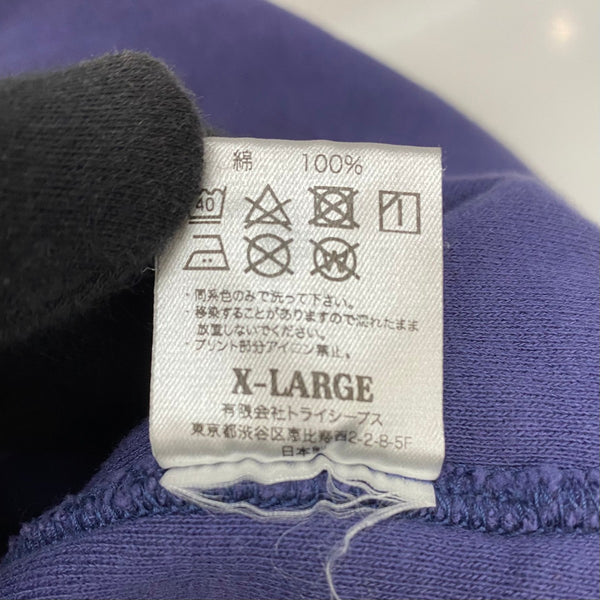 綿 100%
40
W
・同系色のみで洗って下さい。
・移染することがありますので濡れたまま
放置しないでください。
・プリント部分アイロン禁止。
X-LARGE
有限会社トライシープス
東京都渋谷区恵比寿西2-2-8-5F
日本